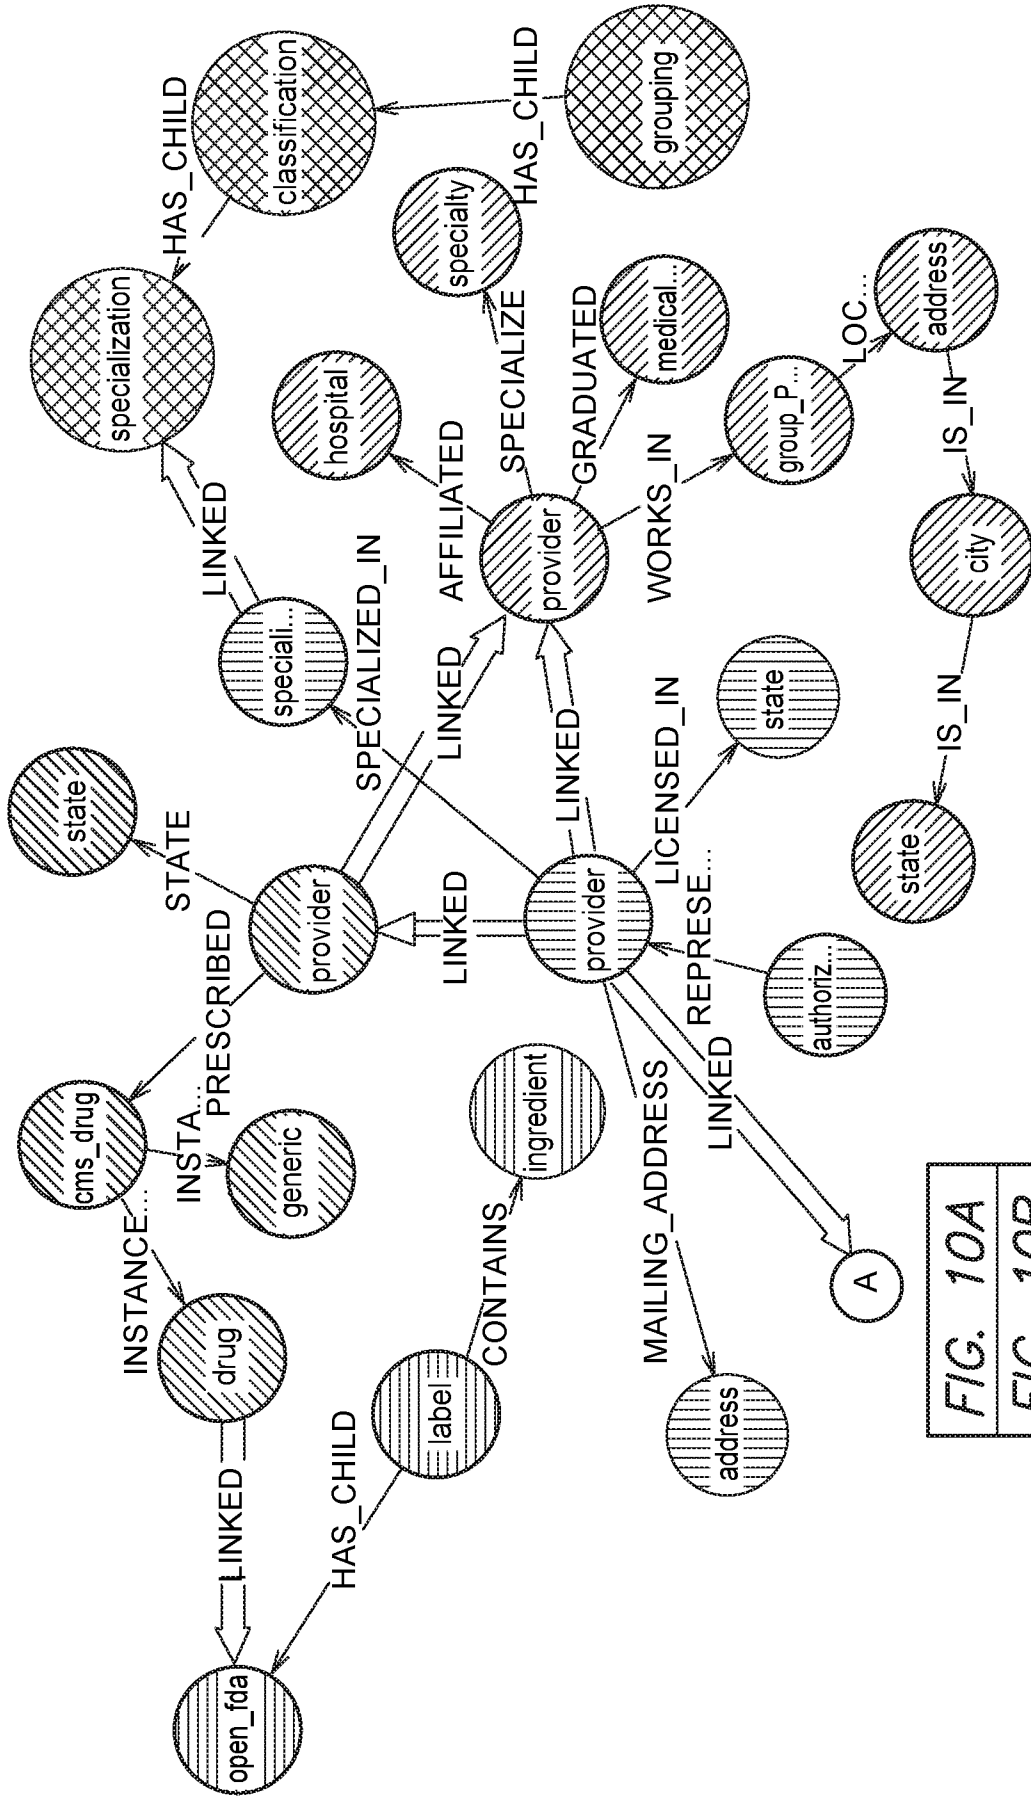 state
cms_drug
specialization
INSTANCE...
STATE
HAS_CHILD
INSTA...
PRESCRIBED
LINKED
open_fda
LINKED
drug
generic
speciali...
classification
provider
hospital
HAS_CHILD
SPECIALIZED_IN
label
LINKED
LINKED
AFFILIATED
specialty
CONTAINS
SPECIALIZE
HAS_CHILD
ingredient
provider
LINKED
GRADUATED
provider
MAILING_ADDRESS
WORKS_IN
medical...
grouping
LICENSED_IN
REPRESE...
address
LINKED
state
group_P...
authoriz...
LOC...
A
state
address
FIG. 10A
IS_IN
IS_IN
city